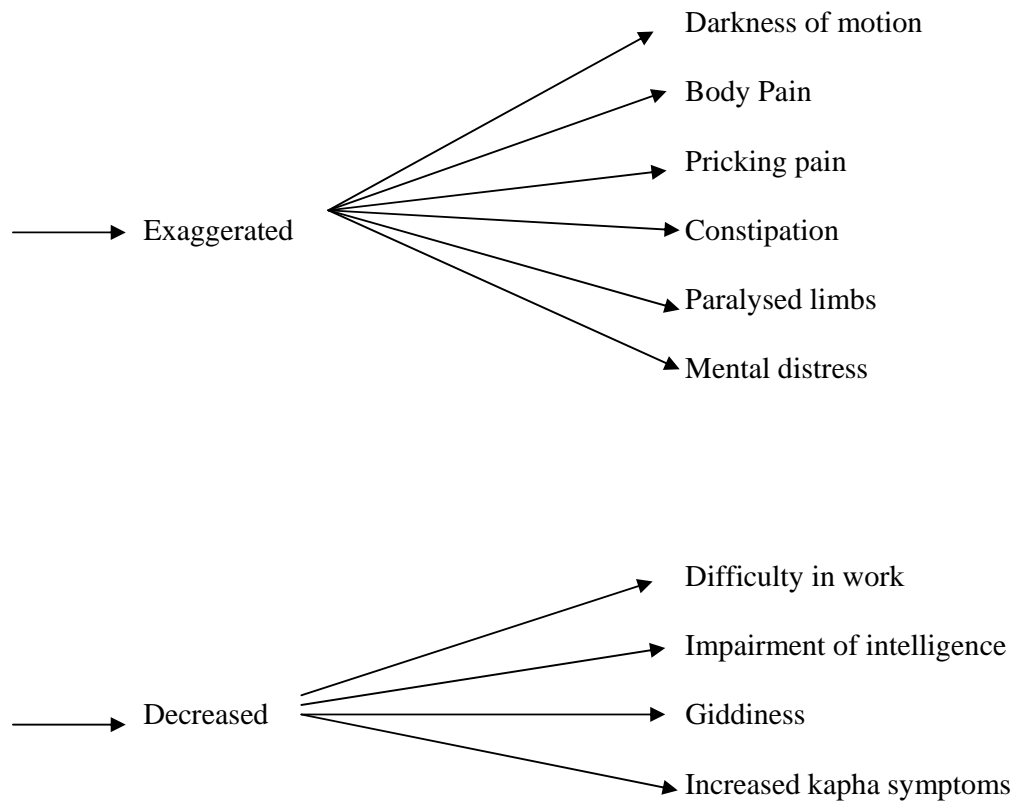 Darkness of motion
Body Pain
Pricking pain
Exaggerated
Constipation
Paralysed limbs
Mental distress
Difficulty in work
Impairment of intelligence
Decreased
Giddiness
Increased kapha symptoms